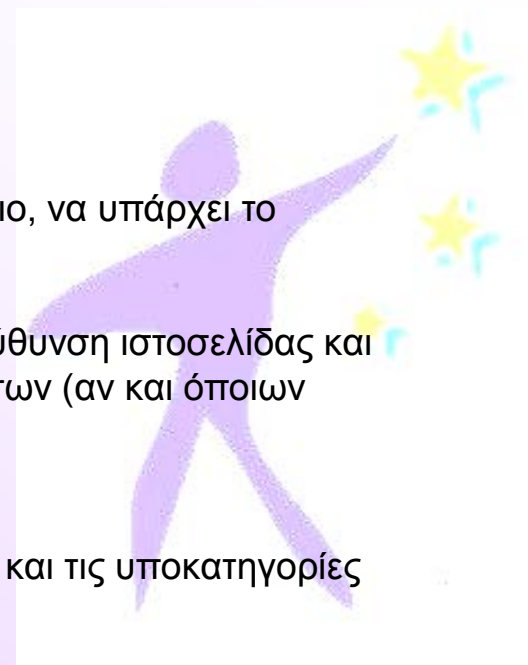 ιο, να υπάρχει το
ύθυνση ιστοσελίδας και
των (αν και όποιων
και τις υποκατηγορίες